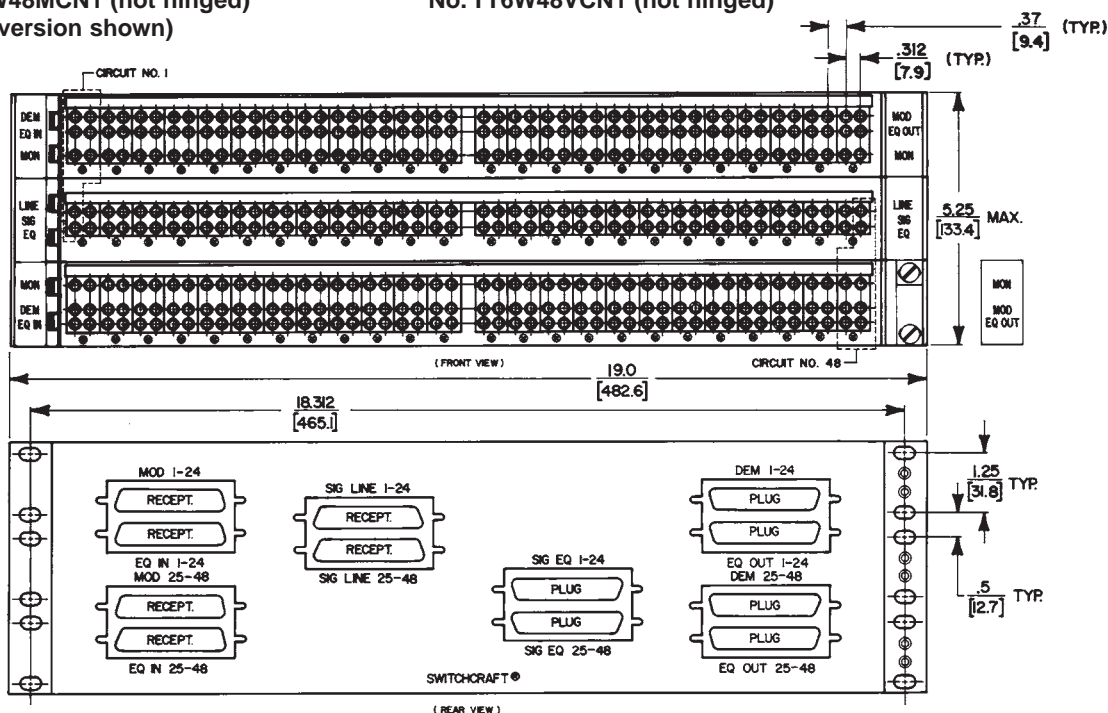 W48MCN1 (not hinged)
No. TT6W48VCN1 (not hinged)
version shown)
.37
[9.4]
(TYP.)
.312
[7.9]
(TYP.)
CIRCUIT NO. 1
DEM
EQ IN
MON
MOD
EQ OUT
MON
LINE
SIG
EQ
LINE
SIG
EQ
5.25
[133.4]
MAX.
MON
DEM
EQ IN
MON
MOD
EQ OUT
(FRONT VIEW)
CIRCUIT NO. 48
19.0
[482.6]
18.312
[465.1]
MOD 1-24
RECEPT.
RECEPT.
EQ IN 1-24
MOD 25-48
RECEPT.
RECEPT.
EQ IN 25-48
SIG LINE 1-24
RECEPT.
RECEPT.
SIG LINE 25-48
SIG EQ 1-24
PLUG
PLUG
SIG EQ 25-48
DEM 1-24
PLUG
PLUG
EQ OUT 1-24
DEM 25-48
PLUG
PLUG
EQ OUT 25-48
1.25
[31.8]
TYP.
.5
[12.7]
TYP.
SWITCHCRAFT®
(REAR VIEW)